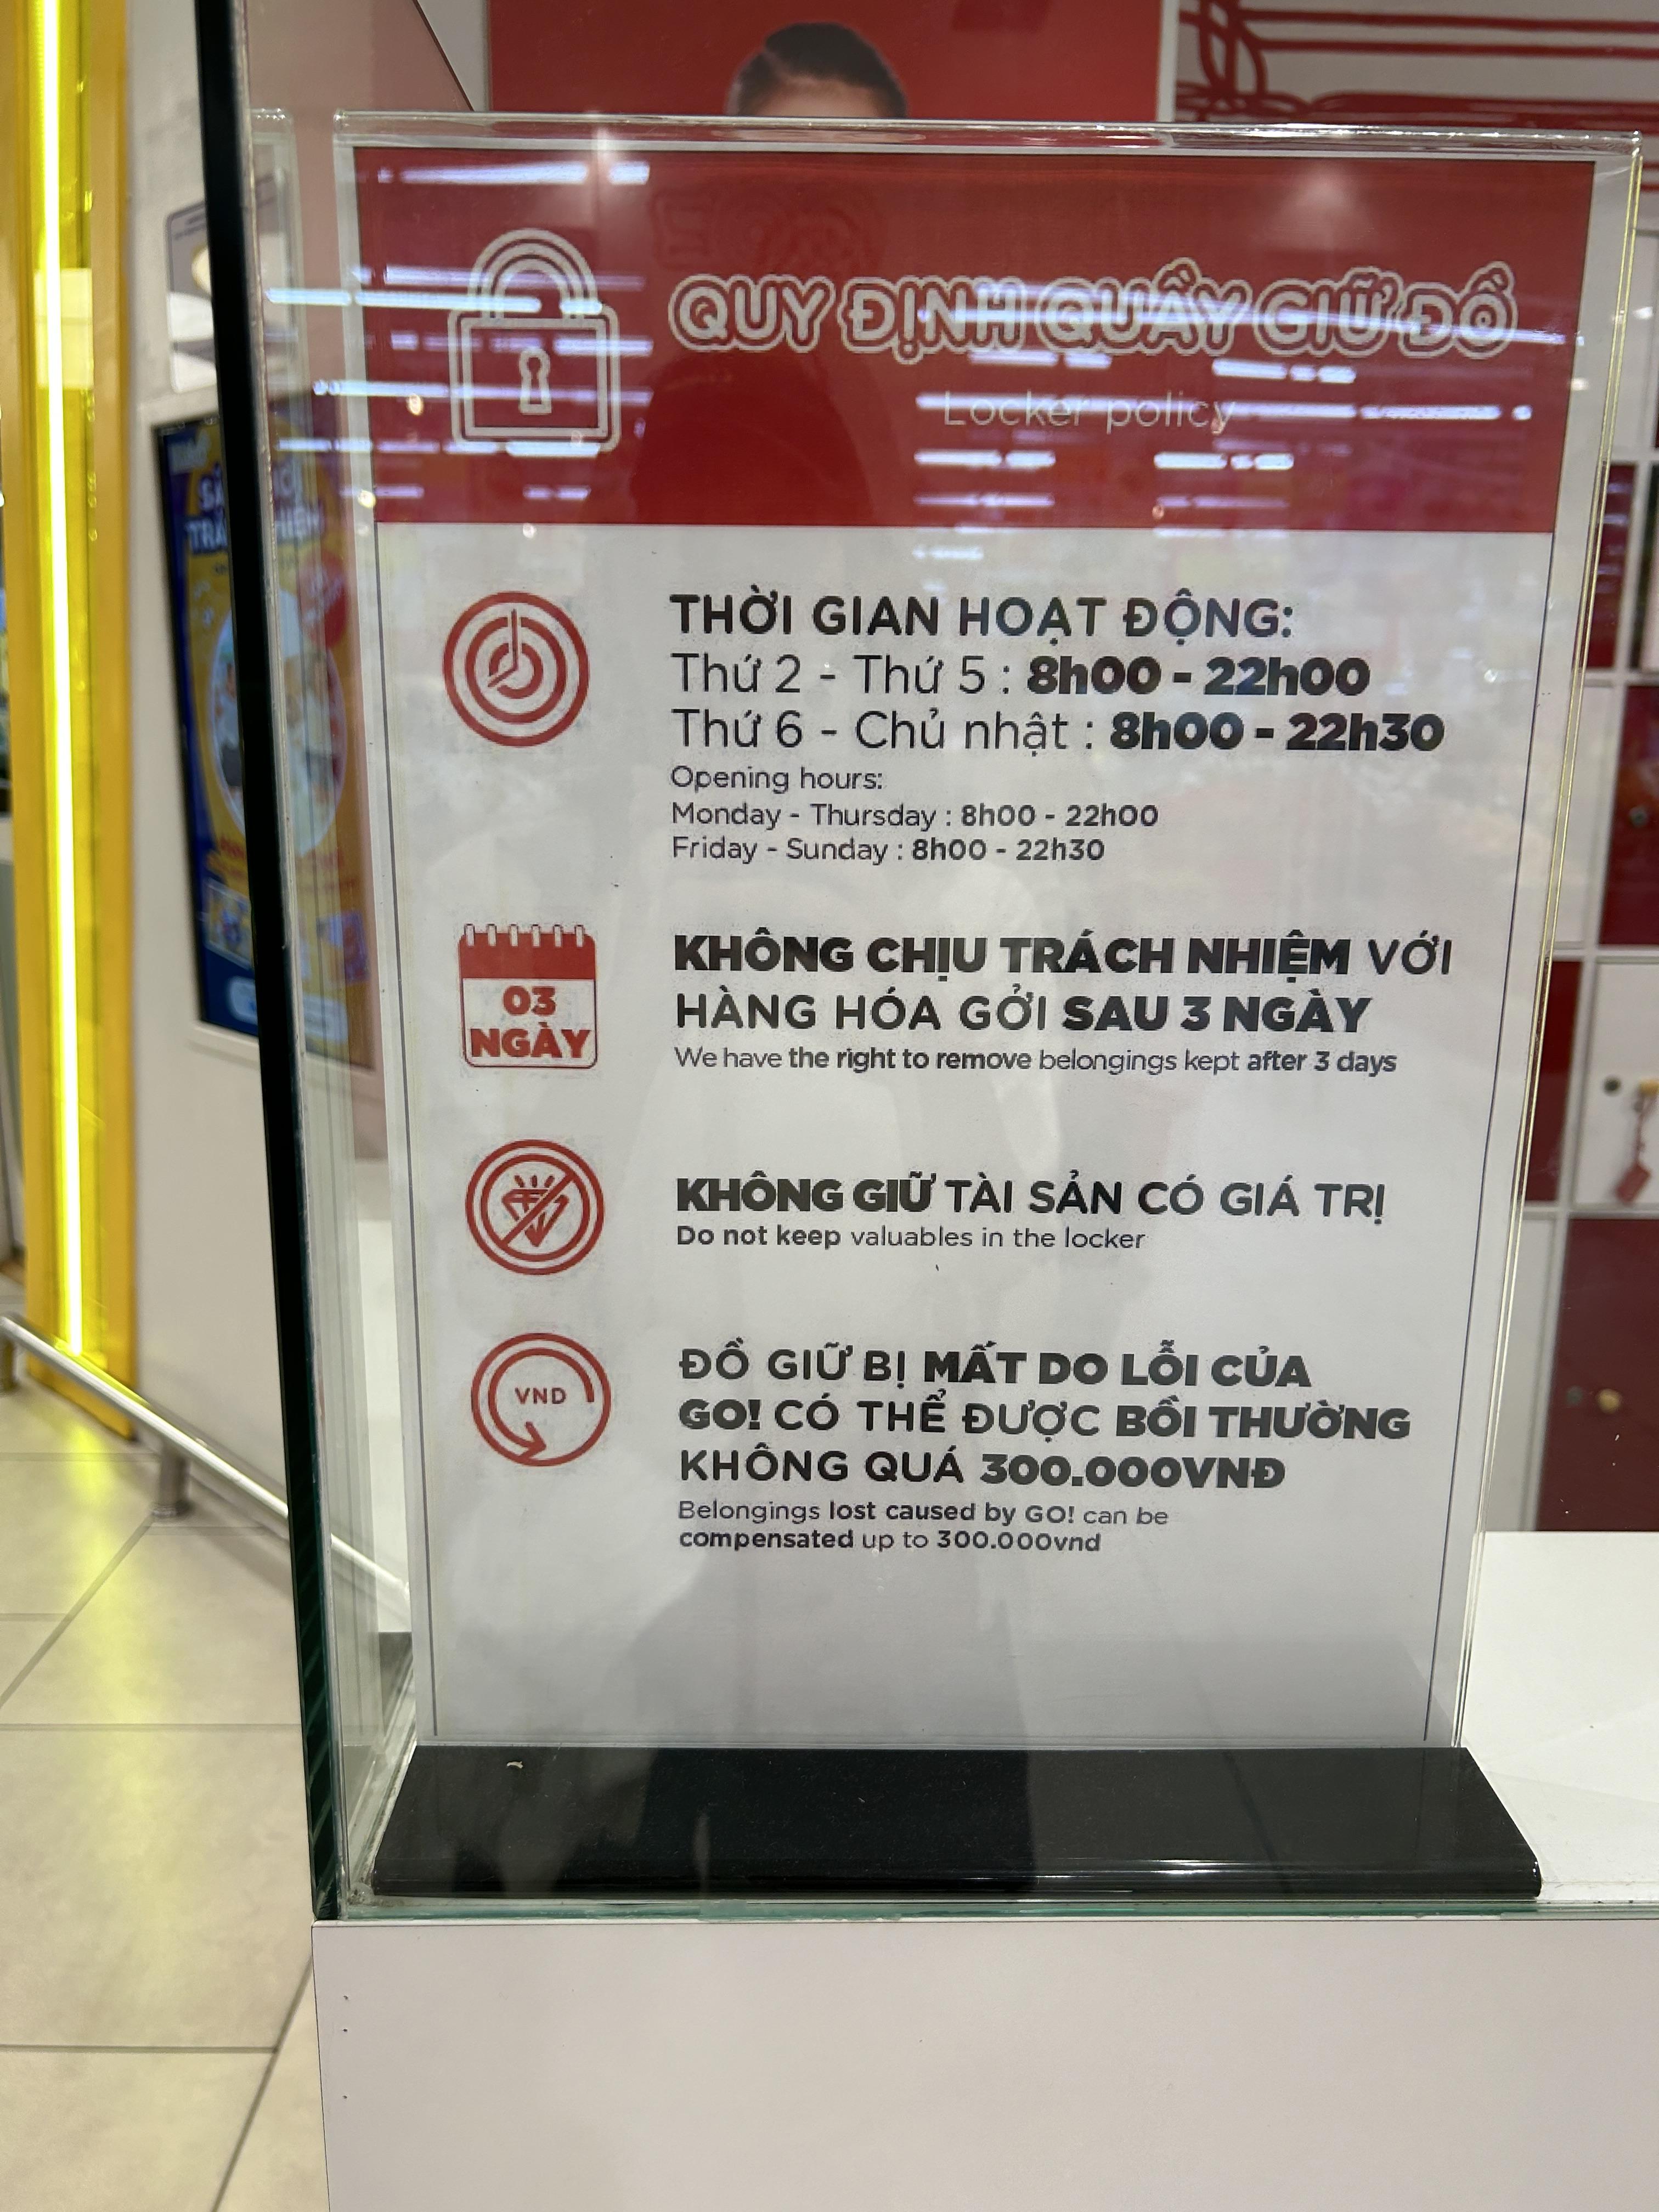 QUY ĐỊNH QUẦY GIỮ ĐỒ
Locker policy
THỜI GIAN HOẠT ĐỘNG:
Thứ 2 - Thứ 5 : 8h00 - 22h00
Thứ 6 - Chủ nhật : 8h00 - 22h30
Opening hours:
Monday - Thursday : 8h00 - 22h00
Friday - Sunday : 8h00 - 22h30
03
NGÀY
KHÔNG CHỊU TRÁCH NHIỆM VỚI
HÀNG HÓA GỞI SAU 3 NGÀY
We have the right to remove belongings kept after 3 days
KHÔNG GIỮ TÀI SẢN CÓ GIÁ TRỊ
Do not keep valuables in the locker
VND
ĐỒ GIỮ BỊ MẤT DO LỖI CỦA
GO! CÓ THỂ ĐƯỢC BỒI THƯỜNG
KHÔNG QUÁ 300.000VNĐ
Belongings lost caused by GO! can be
compensated up to 300.000vnd